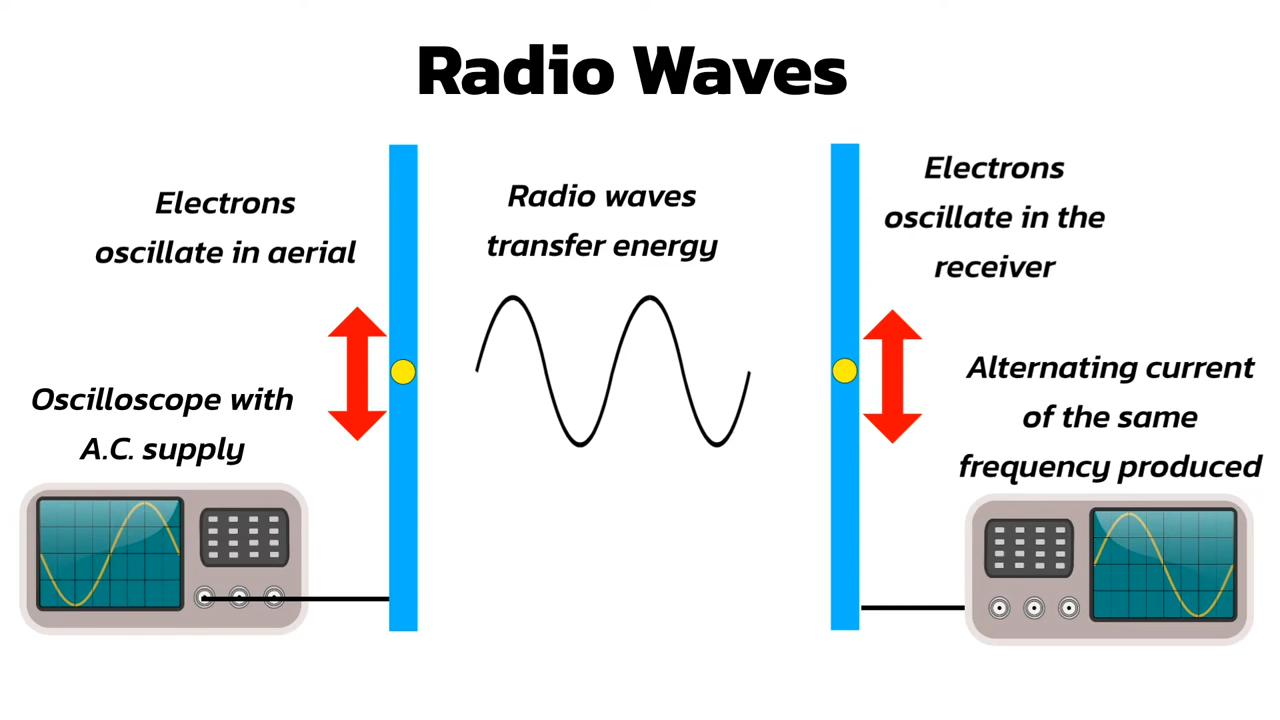 Radio Waves
Electrons
oscillate in aerial
Radio waves
transfer energy
Electrons
oscillate in the
receiver
Oscilloscope with
A.C. supply
Alternating current
of the same
frequency produced